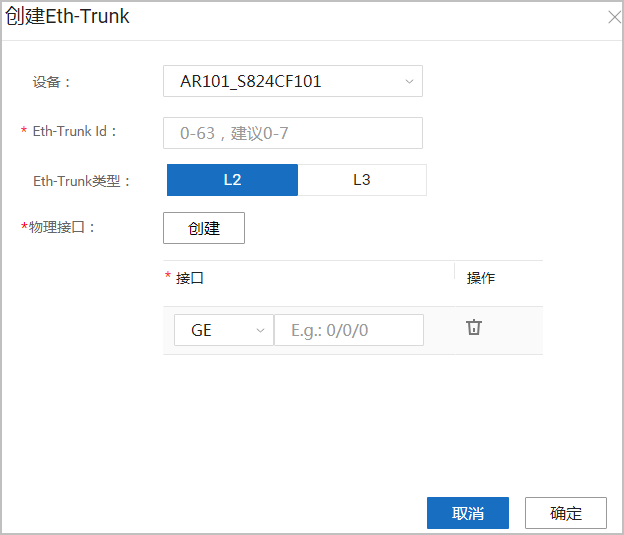 创建Eth-Trunk
设备： AR101_S824CF101
* Eth-Trunk Id： 0-63，建议0-7
Eth-Trunk类型： L2 L3
*物理接口： 创建
* 接口 操作
GE E.g.: 0/0/0
取消 确定